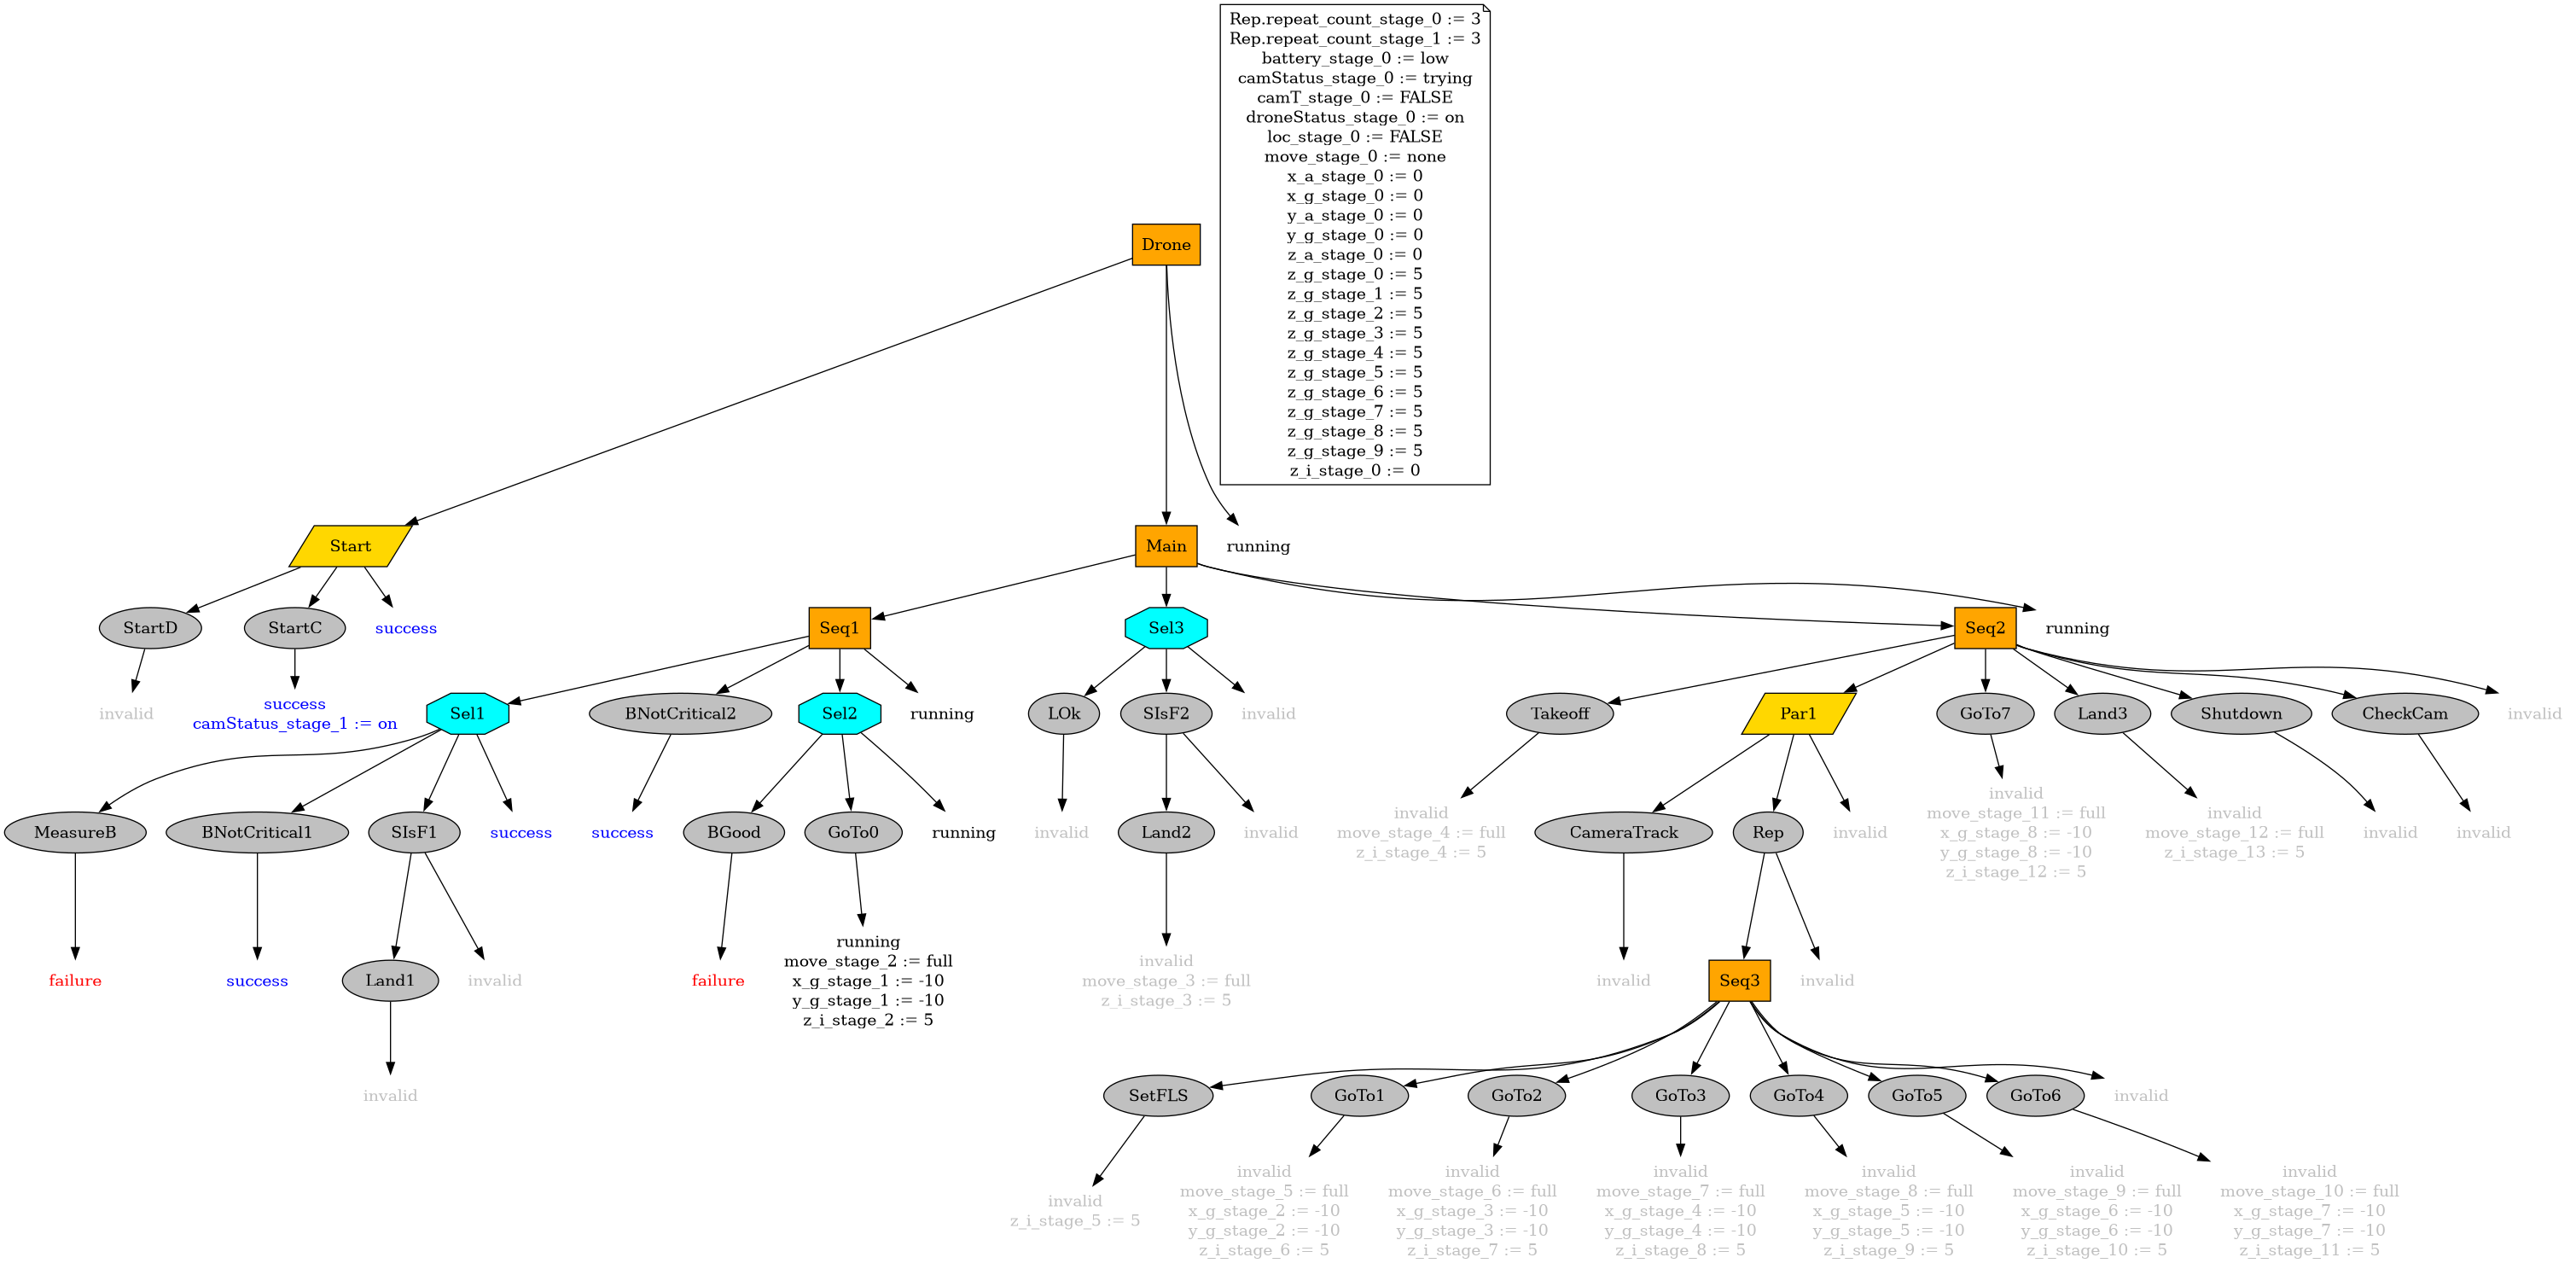 Rep.repeat_count_stage_0 := 3
Rep.repeat_count_stage_1 := 3
battery_stage_0 := low
camStatus_stage_0 := trying
camT_stage_0 := FALSE
droneStatus_stage_0 := on
loc_stage_0 := FALSE
move_stage_0 := none
x_a_stage_0 := 0
x_g_stage_0 := 0
y_a_stage_0 := 0
y_g_stage_0 := 0
z_a_stage_0 := 0
z_g_stage_0 := 5
z_g_stage_1 := 5
z_g_stage_2 := 5
z_g_stage_3 := 5
z_g_stage_4 := 5
z_g_stage_5 := 5
z_g_stage_6 := 5
z_g_stage_7 := 5
z_g_stage_8 := 5
z_g_stage_9 := 5
z_i_stage_0 := 0
Drone
Start
Main
running
StartD
StartC
success
Seq1
Sel3
Seq2
running
invalid
success
camStatus_stage_1 := on
Sel1
BNotCritical2
Sel2
running
LOk
SIsF2
invalid
Takeoff
Par1
GoTo7
Land3
Shutdown
CheckCam
invalid
MeasureB
BNotCritical1
SIsF1
success
success
BGood
GoTo0
running
invalid
Land2
invalid
invalid
move_stage_4 := full
z_i_stage_4 := 5
CameraTrack
Rep
invalid
invalid
move_stage_11 := full
x_g_stage_8 := -10
y_g_stage_8 := -10
z_i_stage_12 := 5
invalid
move_stage_12 := full
z_i_stage_13 := 5
invalid
invalid
failure
success
Land1
invalid
failure
running
move_stage_2 := full
x_g_stage_1 := -10
y_g_stage_1 := -10
z_i_stage_2 := 5
invalid
move_stage_3 := full
z_i_stage_3 := 5
invalid
Seq3
invalid
invalid
SetFLS
GoTo1
GoTo2
GoTo3
GoTo4
GoTo5
GoTo6
invalid
invalid
z_i_stage_5 := 5
invalid
move_stage_5 := full
x_g_stage_2 := -10
y_g_stage_2 := -10
z_i_stage_6 := 5
invalid
move_stage_6 := full
x_g_stage_3 := -10
y_g_stage_3 := -10
z_i_stage_7 := 5
invalid
move_stage_7 := full
x_g_stage_4 := -10
y_g_stage_4 := -10
z_i_stage_8 := 5
invalid
move_stage_8 := full
x_g_stage_5 := -10
y_g_stage_5 := -10
z_i_stage_9 := 5
invalid
move_stage_9 := full
x_g_stage_6 := -10
y_g_stage_6 := -10
z_i_stage_10 := 5
invalid
move_stage_10 := full
x_g_stage_7 := -10
y_g_stage_7 := -10
z_i_stage_11 := 5